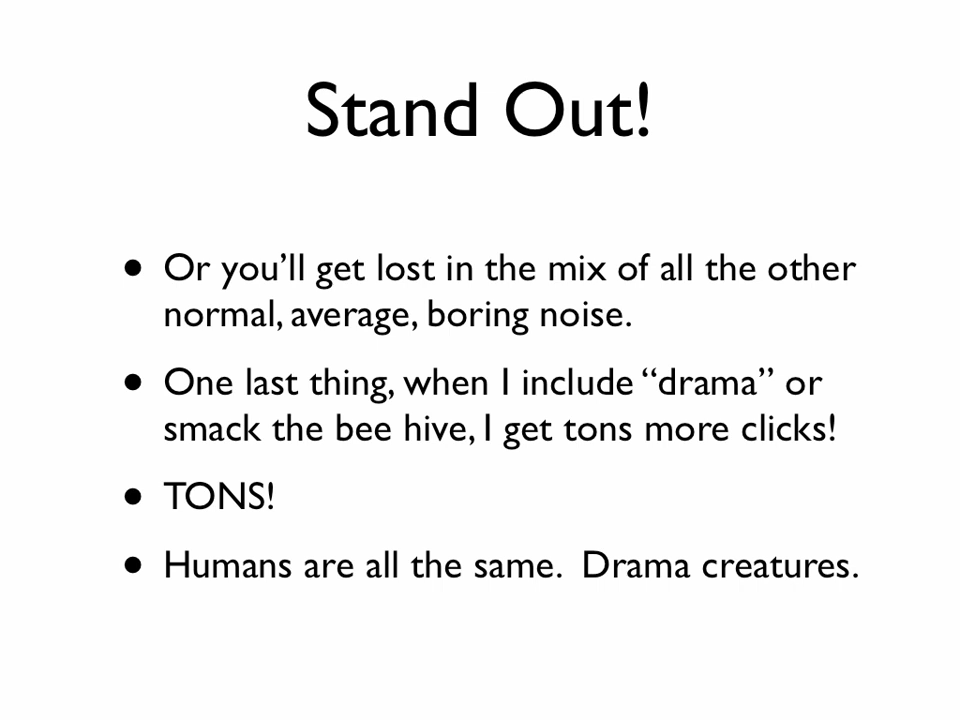 Stand Out!
• Or you’ll get lost in the mix of all the other
normal, average, boring noise.
• One last thing, when I include “drama” or
smack the bee hive, I get tons more clicks!
• TONS!
• Humans are all the same.  Drama creatures.